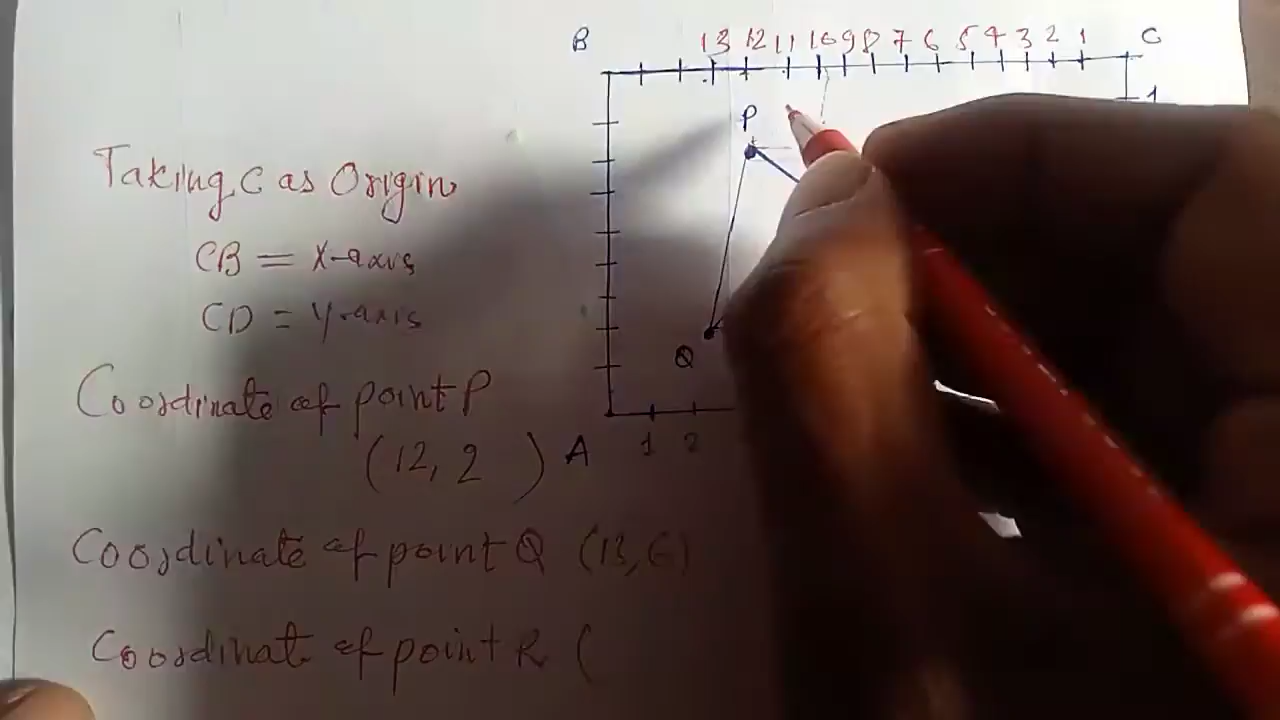 B 13 12 11 10 9 8 7 6 5 4 3 2 1 C
1
P
Taking C as Origin
CB = X-axis
CD = Y-axis
Q
Coordinate of point P
(12, 2 )
A 1 2
Coordinate of point Q (13, 6)
Coordinate of point R (